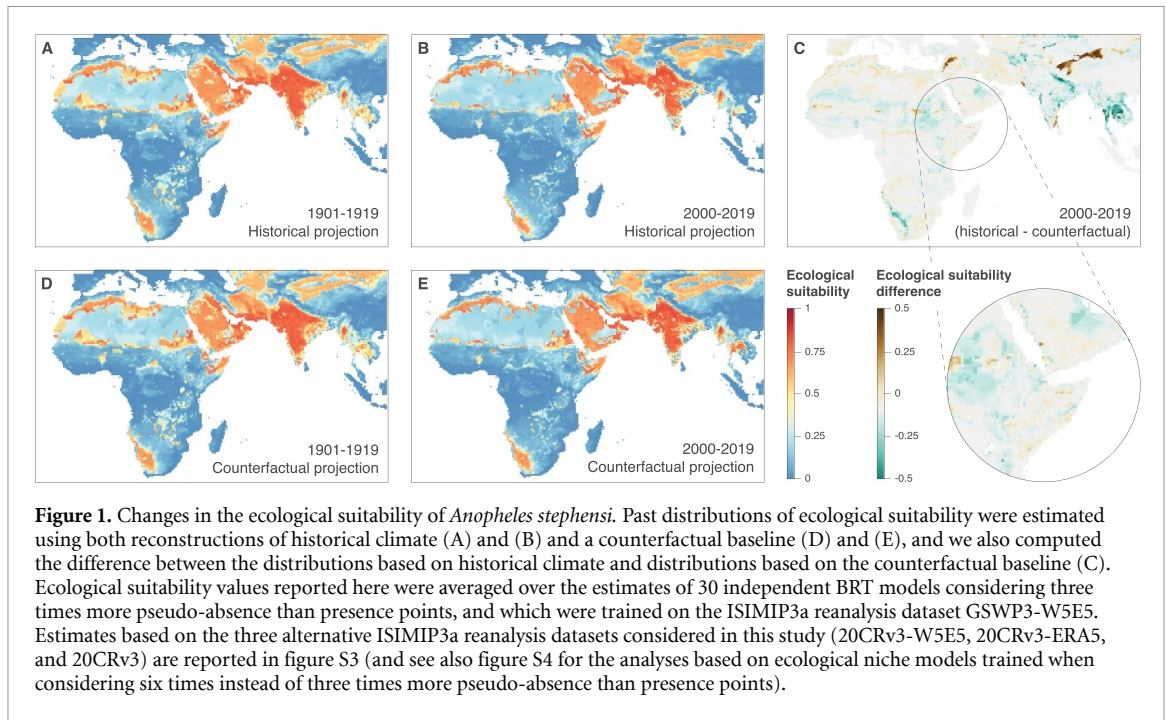 A
1901-1919
Historical projection
B
2000-2019
Historical projection
C
2000-2019
(historical - counterfactual)
D
1901-1919
Counterfactual projection
E
2000-2019
Counterfactual projection
Ecological
suitability
1
0.75
0.5
0.25
0
Ecological suitability
difference
0.5
0.25
0
-0.25
-0.5
Figure 1. Changes in the ecological suitability of Anopheles stephensi. Past distributions of ecological suitability were estimated
using both reconstructions of historical climate (A) and (B) and a counterfactual baseline (D) and (E), and we also computed
the difference between the distributions based on historical climate and distributions based on the counterfactual baseline (C).
Ecological suitability values reported here were averaged over the estimates of 30 independent BRT models considering three
times more pseudo-absence than presence points, and which were trained on the ISIMIP3a reanalysis dataset GSWP3-W5E5.
Estimates based on the three alternative ISIMIP3a reanalysis datasets considered in this study (20CRv3-W5E5, 20CRv3-ERA5,
and 20CRv3) are reported in figure S3 (and see also figure S4 for the analyses based on ecological niche models trained when
considering six times instead of three times more pseudo-absence than presence points).